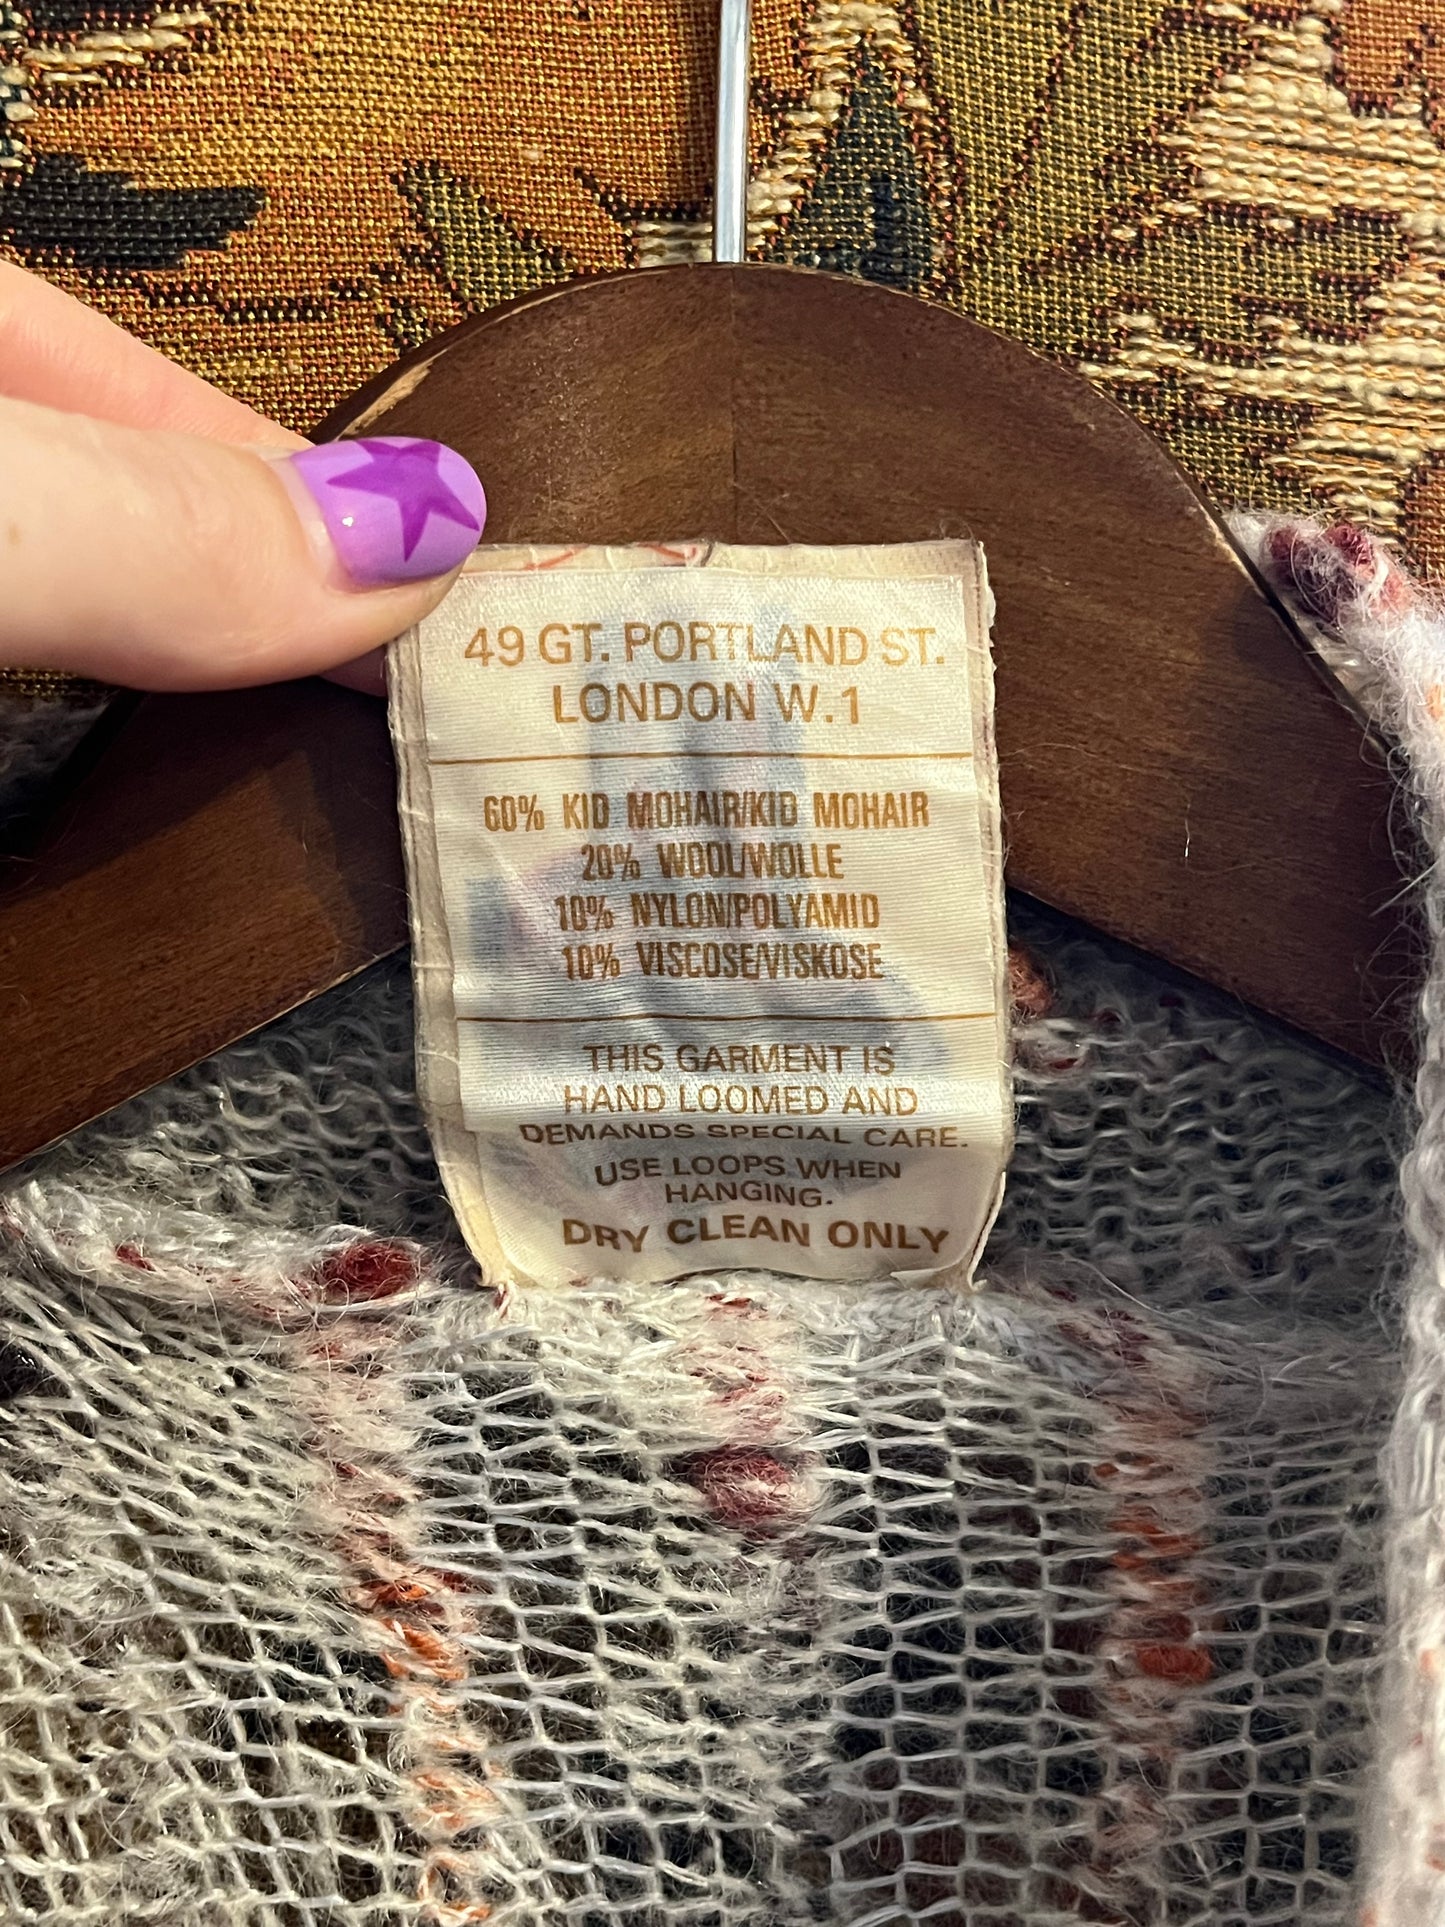 49 GT. PORTLAND ST.
LONDON W.1
60% KID MOHAIR/KID MOHAIR
20% WOOL/WOLLE
10% NYLON/POLYAMID
10% VISCOSE/VISKOSE
THIS GARMENT IS
HAND LOOMED AND
DEMANDS SPECIAL CARE.
USE LOOPS WHEN
HANGING.
DRY CLEAN ONLY